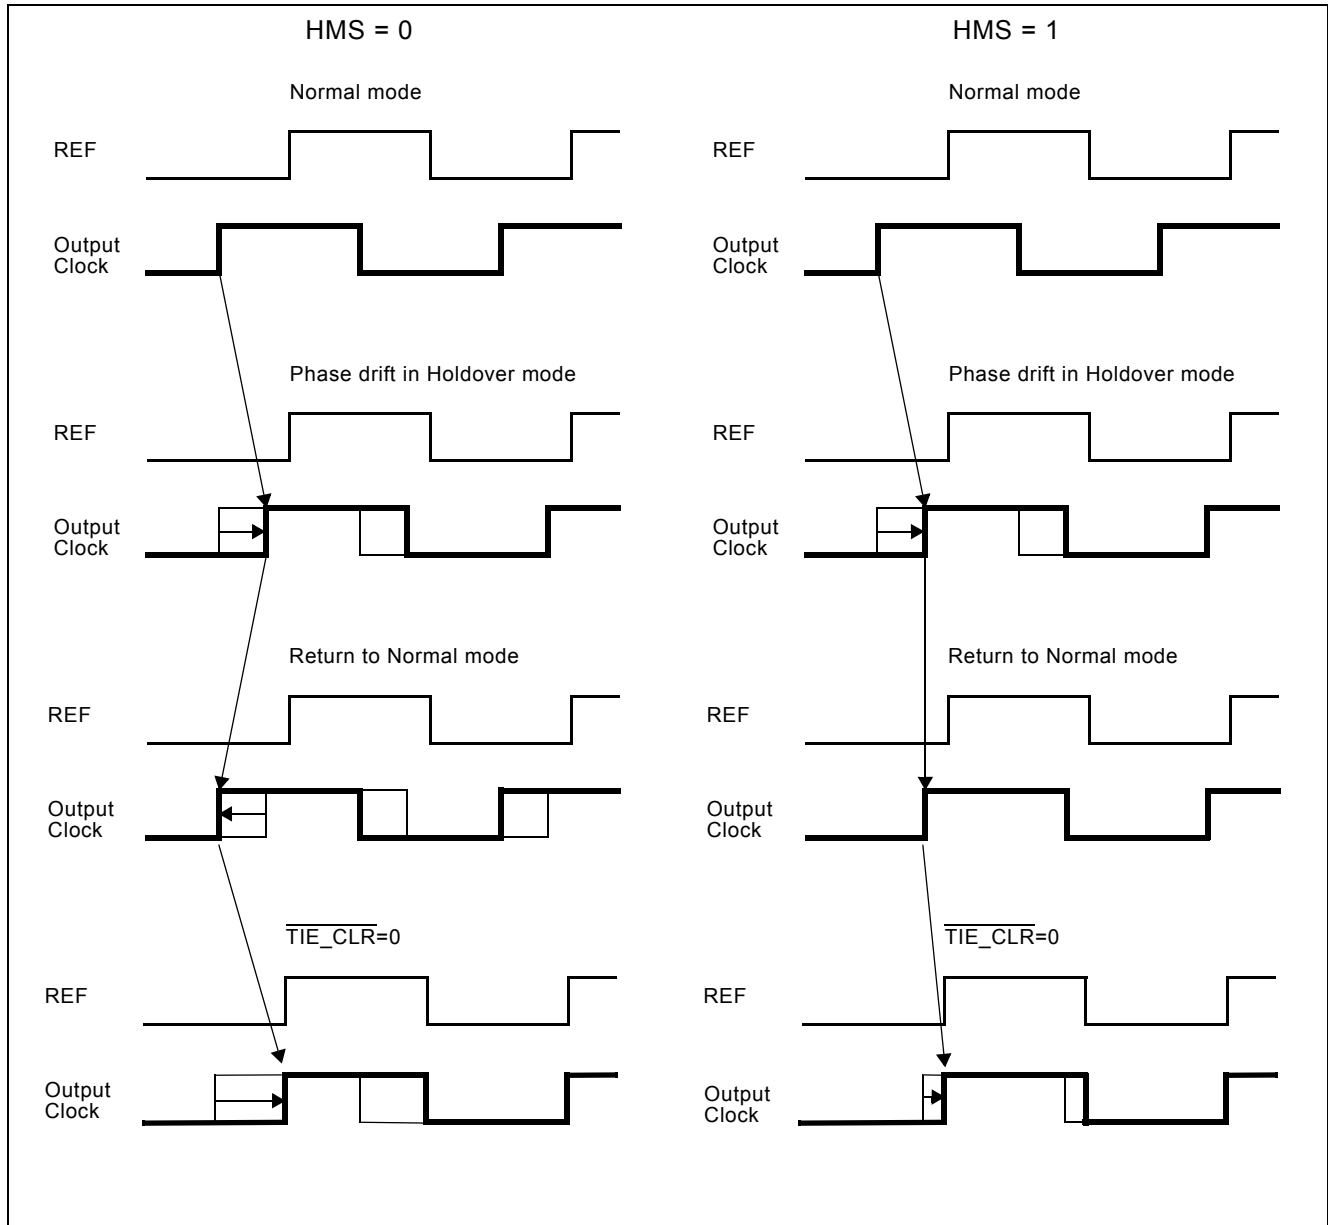 HMS = 0
Normal mode
REF
Output
Clock
Phase drift in Holdover mode
REF
Output
Clock
Return to Normal mode
REF
Output
Clock
TIE_CLR=0
REF
Output
Clock
HMS = 1
Normal mode
REF
Output
Clock
Phase drift in Holdover mode
REF
Output
Clock
Return to Normal mode
REF
Output
Clock
TIE_CLR=0
REF
Output
Clock